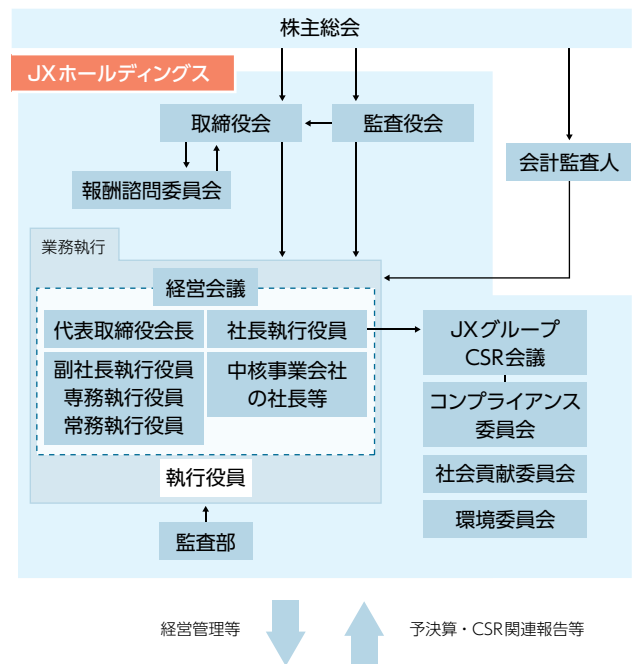 株主総会
JXホールディングス
取締役会
監査役会
会計監査人
報酬諮問委員会
業務執行
経営会議
代表取締役会長
社長執行役員
副社長執行役員
専務執行役員
常務執行役員
中核事業会社
の社長等
執行役員
監査部
JXグループ
CSR会議
コンプライアンス
委員会
社会貢献委員会
環境委員会
経営管理等
予決算・CSR関連報告等